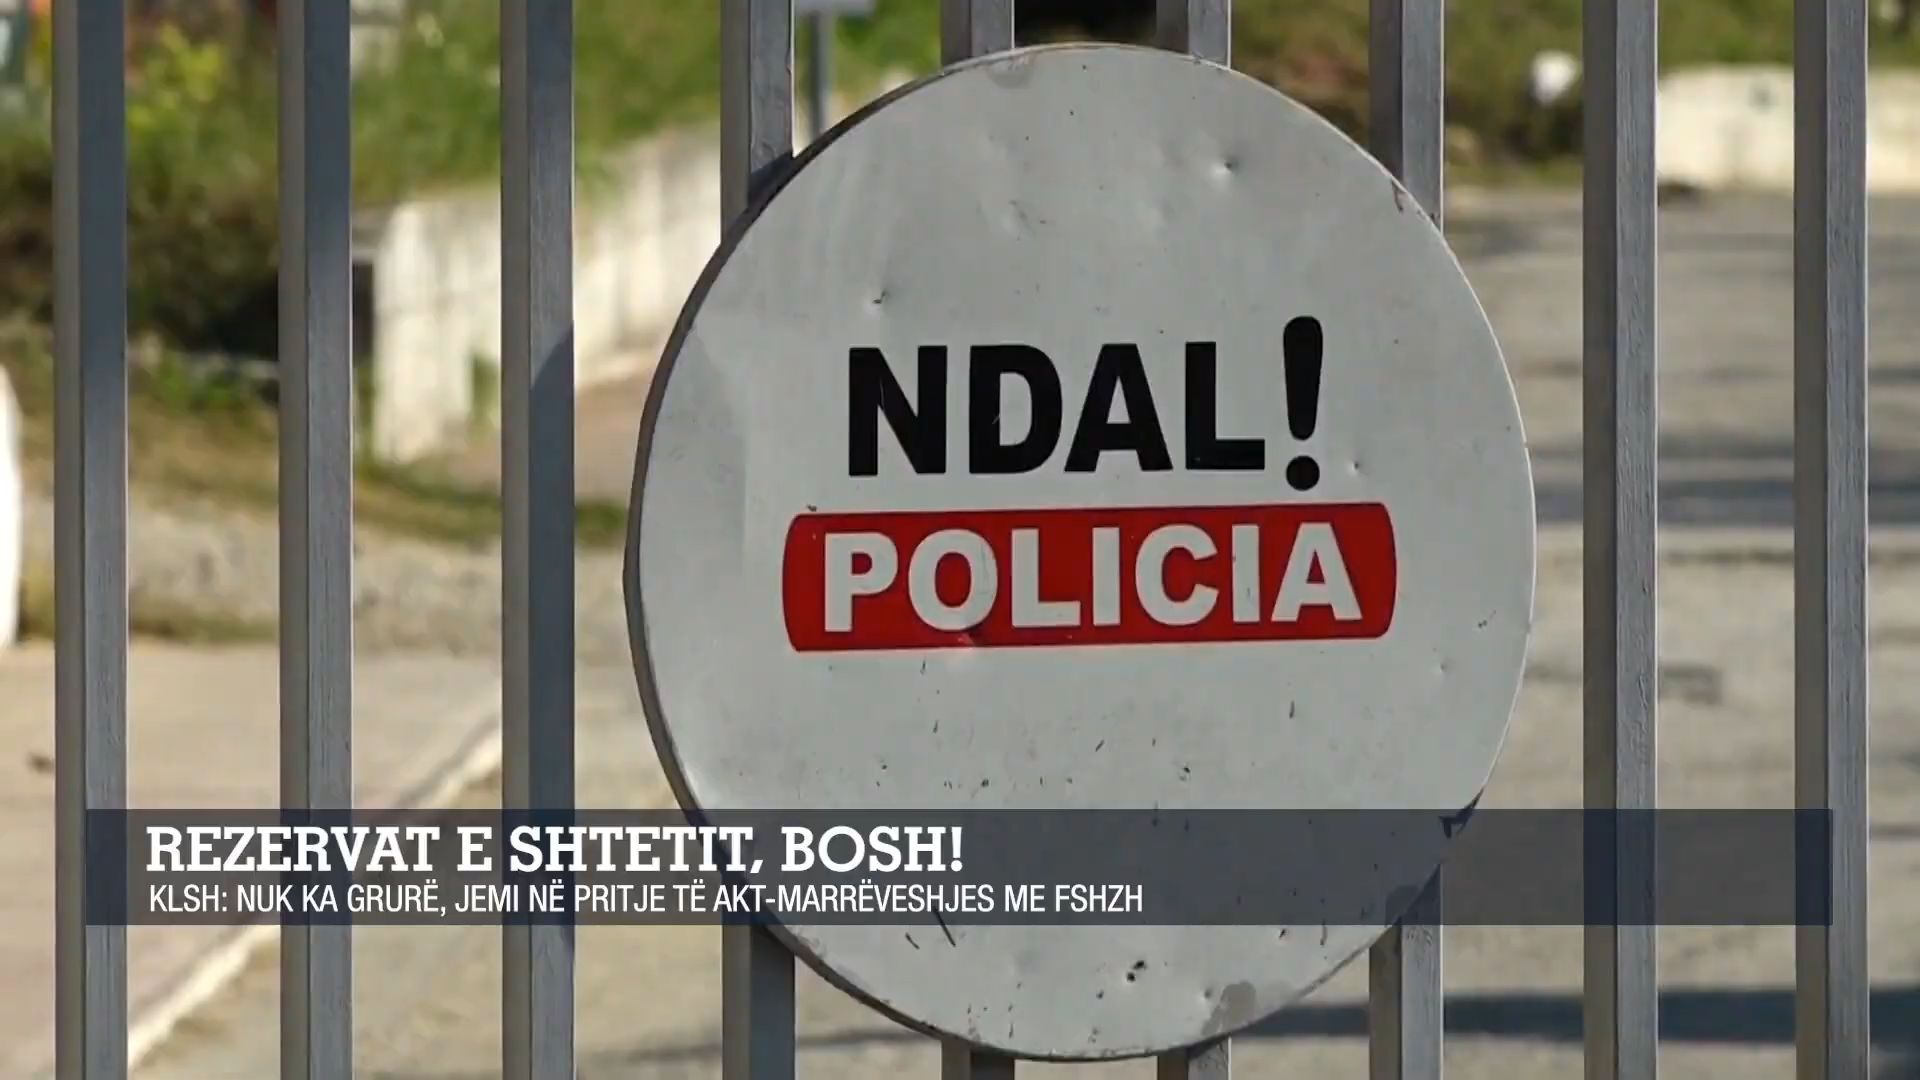 NDAL!
POLICIA
REZERVAT E SHTETIT, BOSH!
KLSH: NUK KA GRURË, JEMI NË PRITJE TË AKT-MARRËVESHJES ME FSHZH